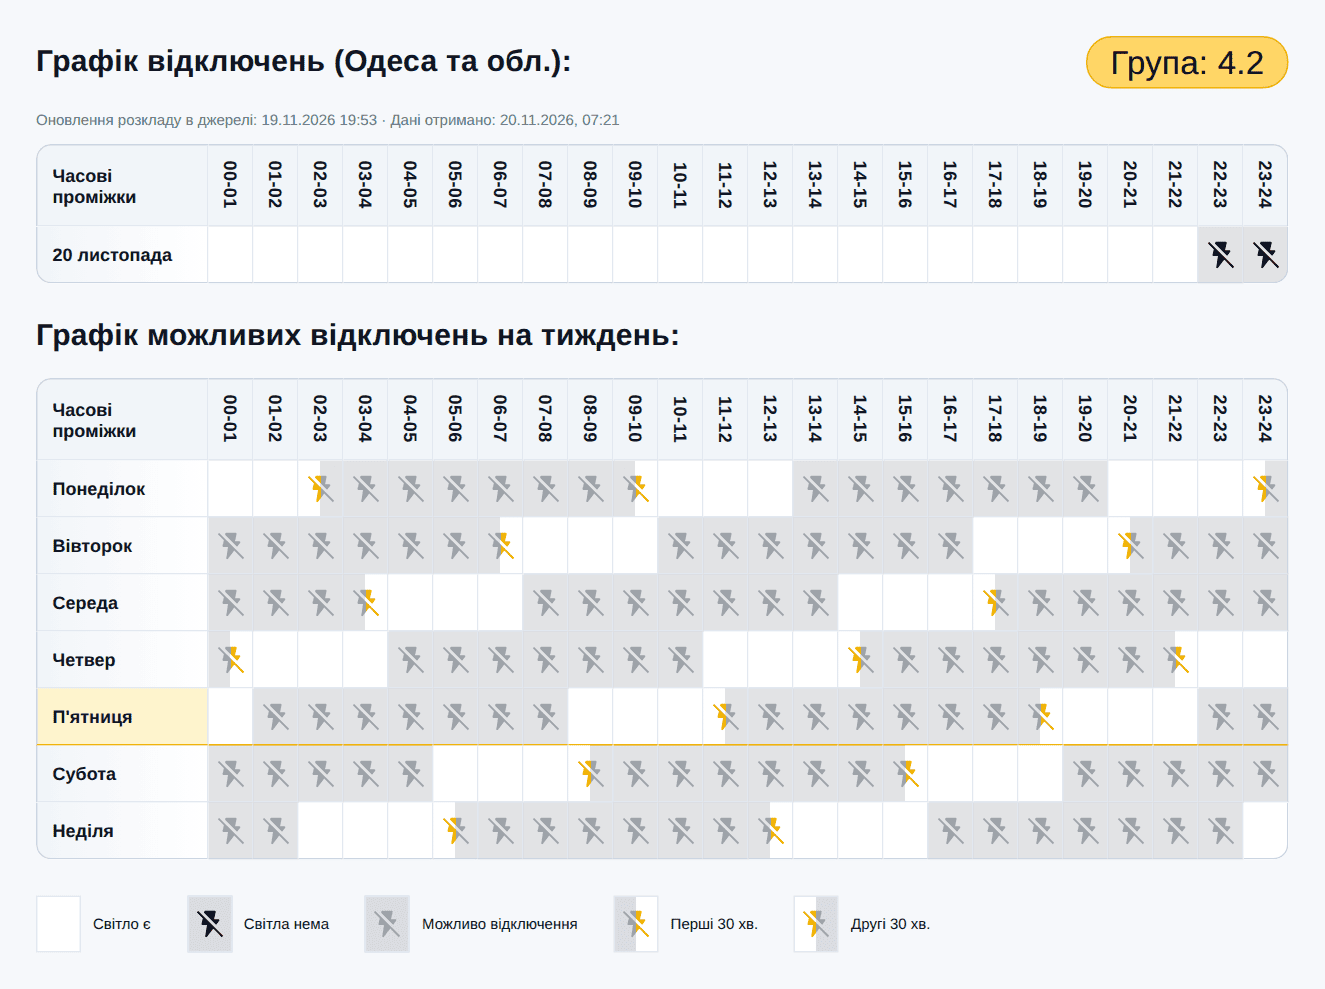 Графік відключень (Одеса та обл.):
Група: 4.2
Оновлення розкладу в джерелі: 19.11.2026 19:53 · Дані отримано: 20.11.2026, 07:21
Часові
проміжки
00-01 01-02 02-03 03-04 04-05 05-06 06-07 07-08 08-09 09-10 10-11 11-12 12-13 13-14 14-15 15-16 16-17 17-18 18-19 19-20 20-21 21-22 22-23 23-24
20 листопада
Графік можливих відключень на тиждень:
Часові
проміжки
00-01 01-02 02-03 03-04 04-05 05-06 06-07 07-08 08-09 09-10 10-11 11-12 12-13 13-14 14-15 15-16 16-17 17-18 18-19 19-20 20-21 21-22 22-23 23-24
Понеділок
Вівторок
Середа
Четвер
П'ятниця
Субота
Неділя
Світло є
Світла нема
Можливо відключення
Перші 30 хв.
Другі 30 хв.